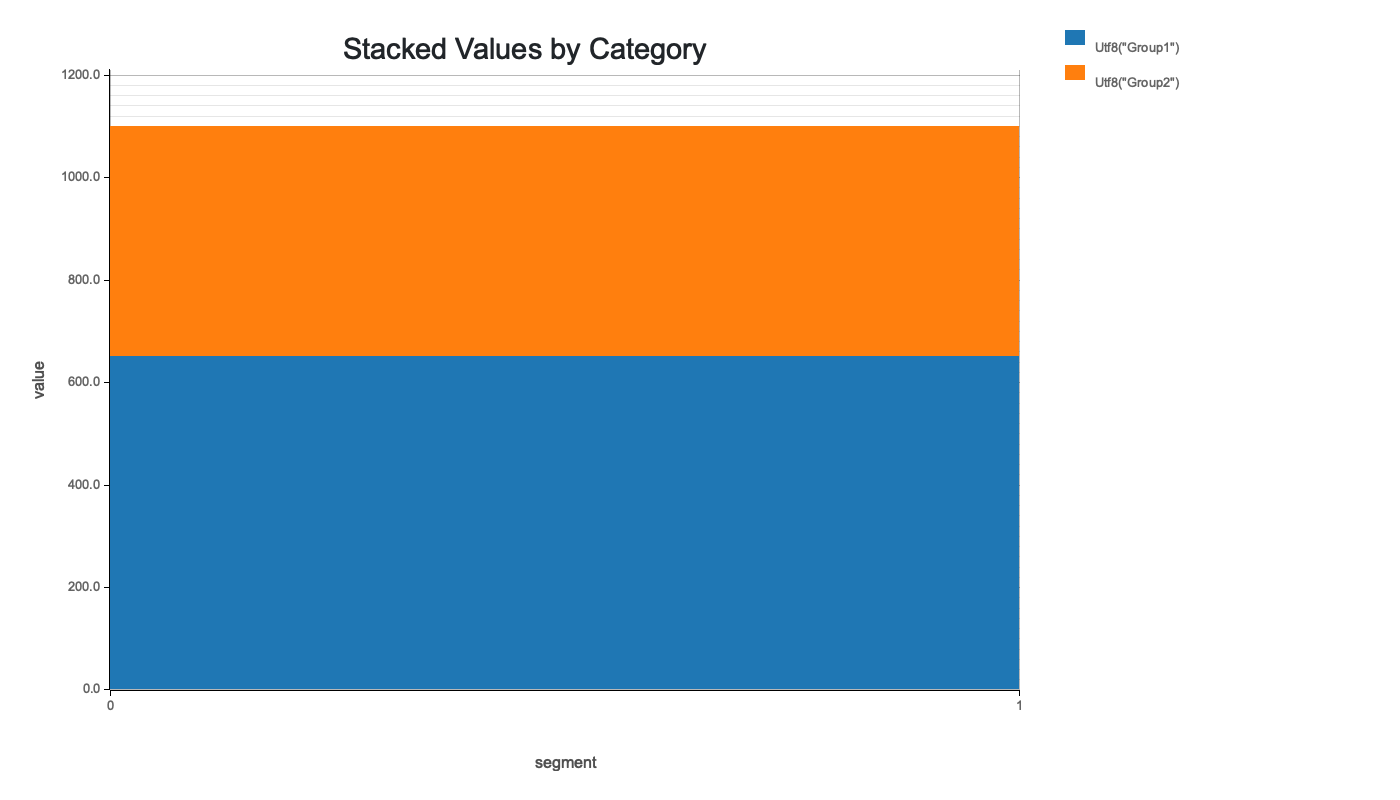 Stacked Values by Category
Utf8("Group1")
Utf8("Group2")
1200.0
1000.0
800.0
600.0
400.0
200.0
0.0
value
0
1
segment